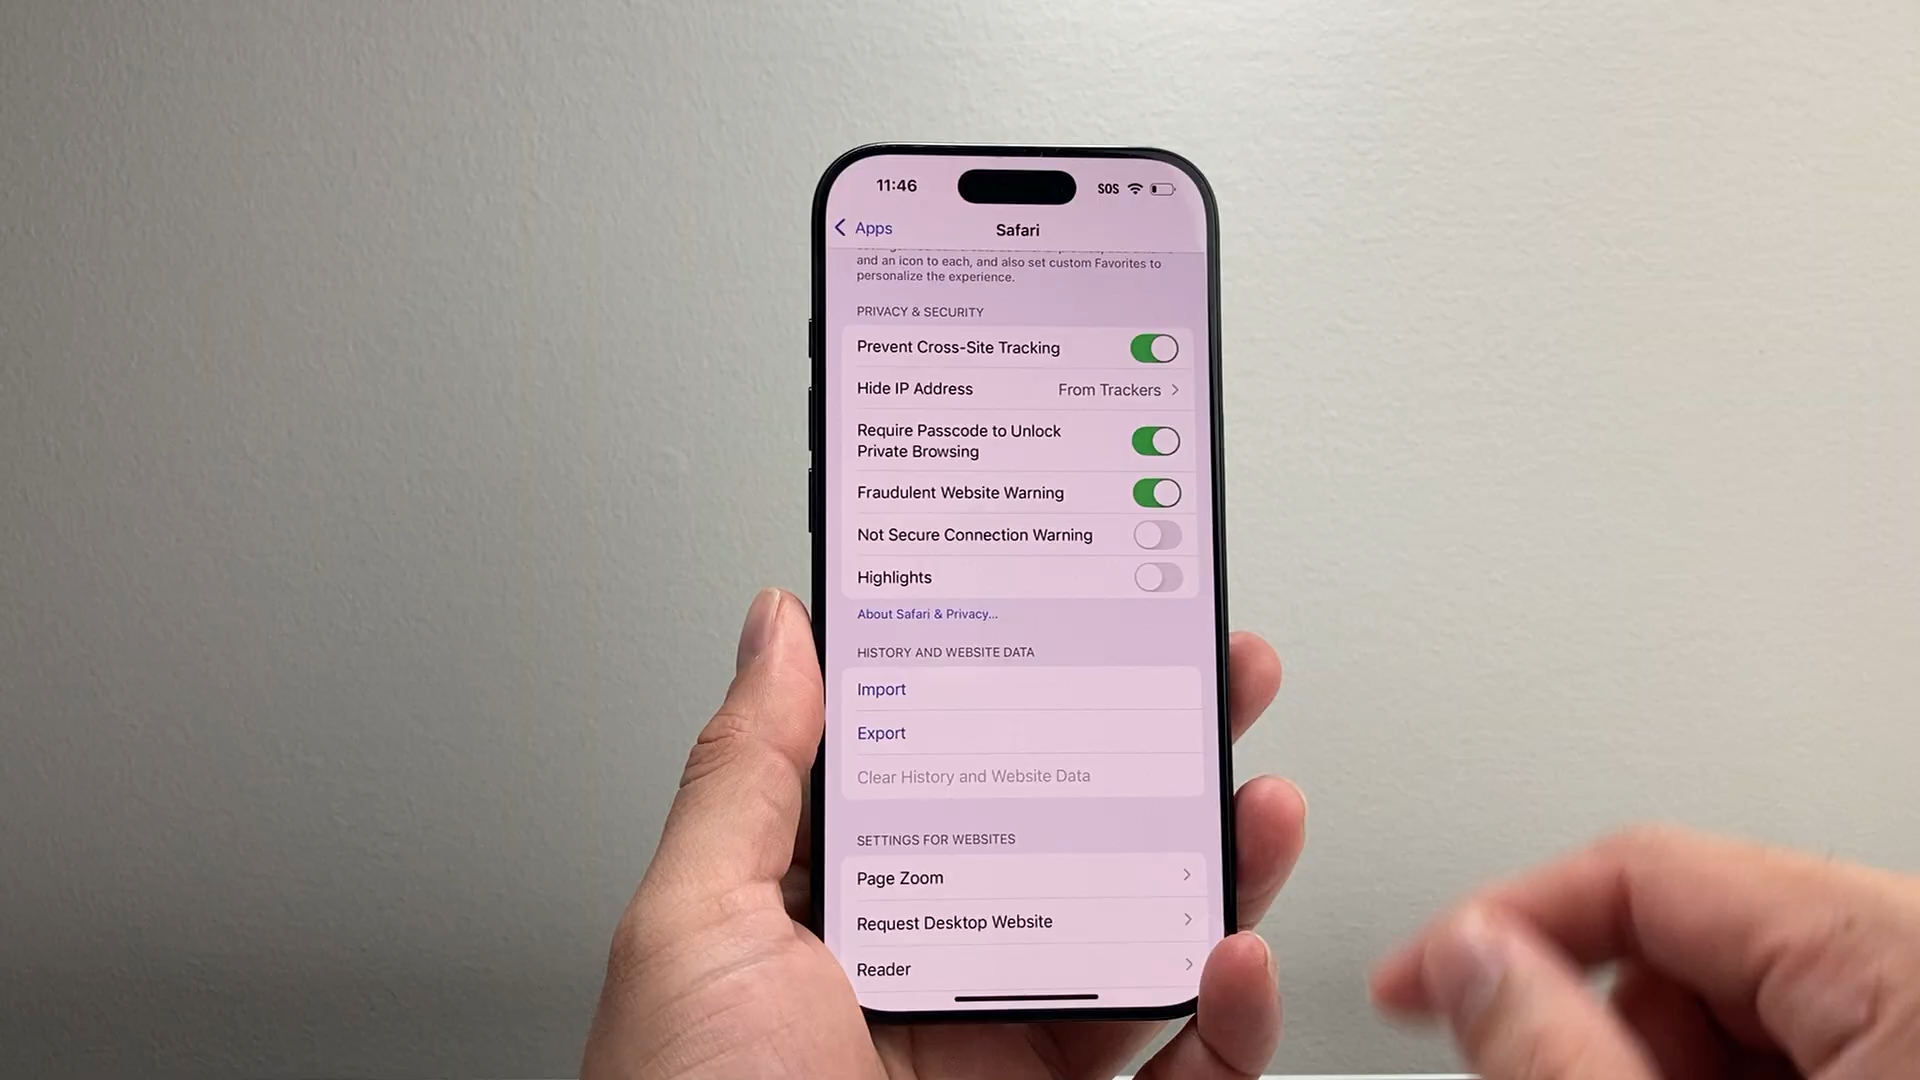 11:46 SOS
Apps Safari
and an icon to each, and also set custom Favorites to
personalize the experience.
PRIVACY & SECURITY
Prevent Cross-Site Tracking
Hide IP Address From Trackers
Require Passcode to Unlock
Private Browsing
Fraudulent Website Warning
Not Secure Connection Warning
Highlights
About Safari & Privacy...
HISTORY AND WEBSITE DATA
Import
Export
Clear History and Website Data
SETTINGS FOR WEBSITES
Page Zoom
Request Desktop Website
Reader